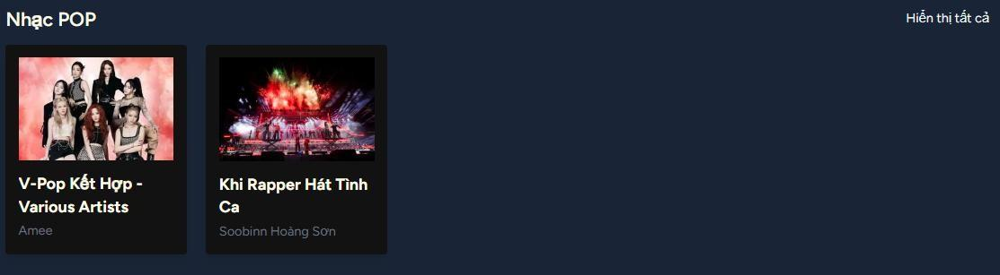 Nhạc POP
Hiển thị tất cả
V-Pop Kết Hợp -
Various Artists
Amee
Khi Rapper Hát Tình
Ca
Soobinn Hoàng Sơn